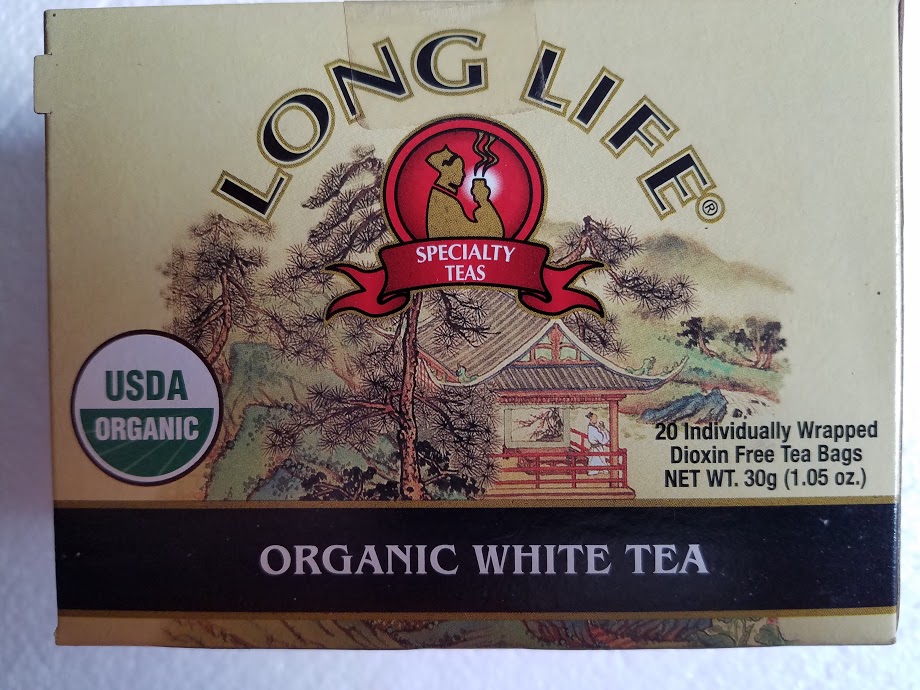 LONG LIFE®
SPECIALTY
TEAS
USDA
ORGANIC
20 Individually Wrapped
Dioxin Free Tea Bags
NET WT. 30g (1.05 oz.)
ORGANIC WHITE TEA